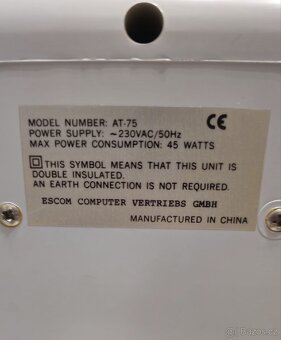 MODEL NUMBER: AT-75
POWER SUPPLY: ~230VAC/50Hz
MAX POWER CONSUMPTION: 45 WATTS
CE
THIS SYMBOL MEANS THAT THIS UNIT IS
DOUBLE INSULATED.
AN EARTH CONNECTION IS NOT REQUIRED.
ESCOM COMPUTER VERTRIEBS GMBH
MANUFACTURED IN CHINA